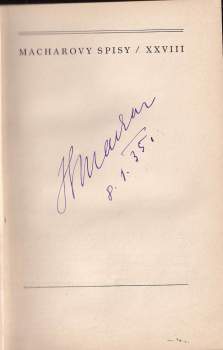 MACHAROVY SPISY / XXVIII
JSMachar
8. 1. 35.